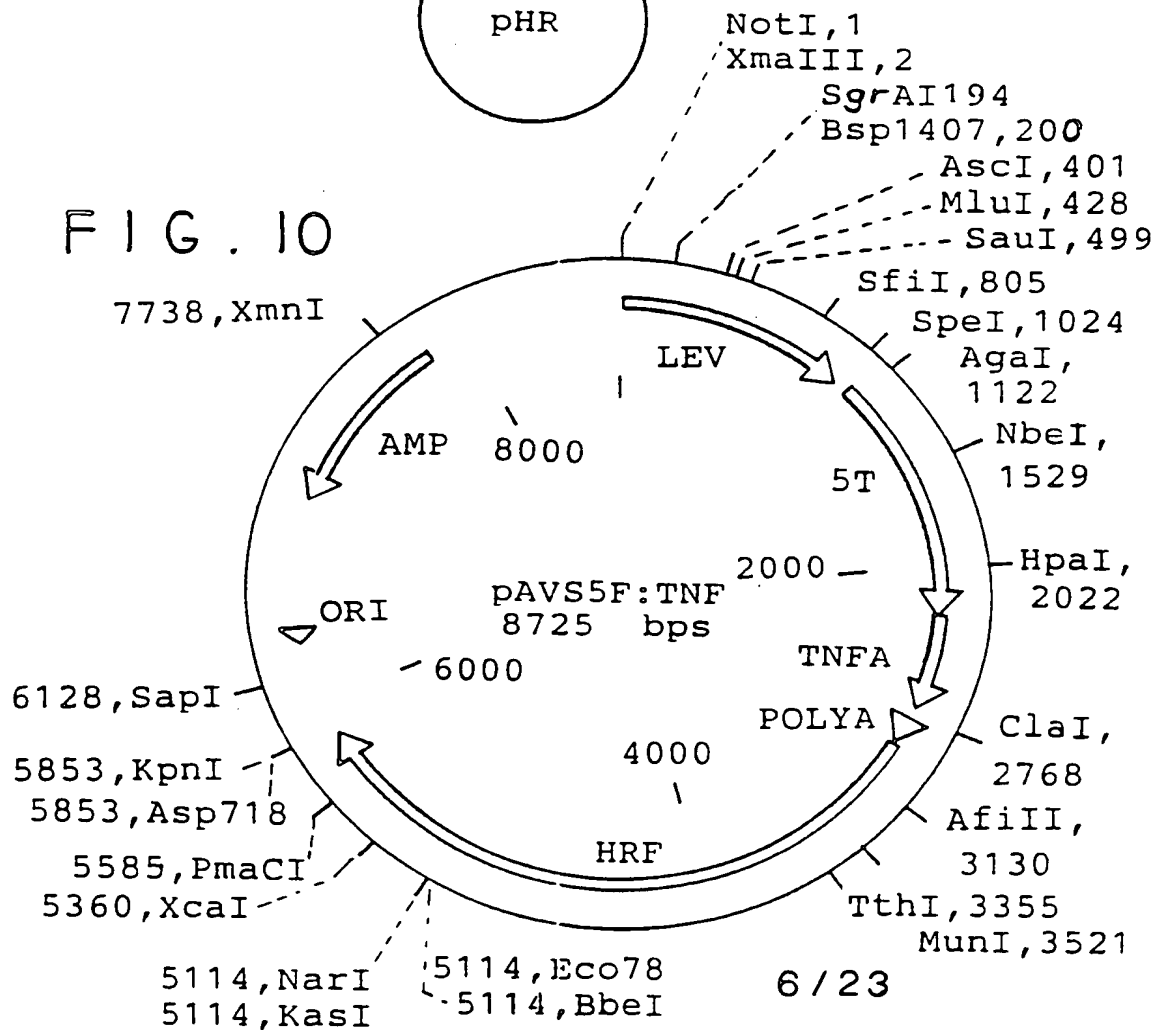 pHR
NotI,1
XmaIII,2
SgrAI194
Bsp1407,200
AscI,401
MluI,428
SauI,499
FIG. 10
SfiI,805
7738,XmnI
SpeI,1024
LEV
AgaI,
1122
AMP
8000
NbeI,
1529
5T
2000
HpaI,
2022
pAVS5F:TNF
8725 bps
ORI
6000
TNFA
6128,SapI
POLYA
ClaI,
2768
4000
5853,KpnI
5853,Asp718
AfiII,
3130
HRF
5585,PmaCI
5360,XcaI
TthI,3355
MunI,3521
5114,NarI
5114,KasI
5114,Eco78
5114,BbeI
6/23